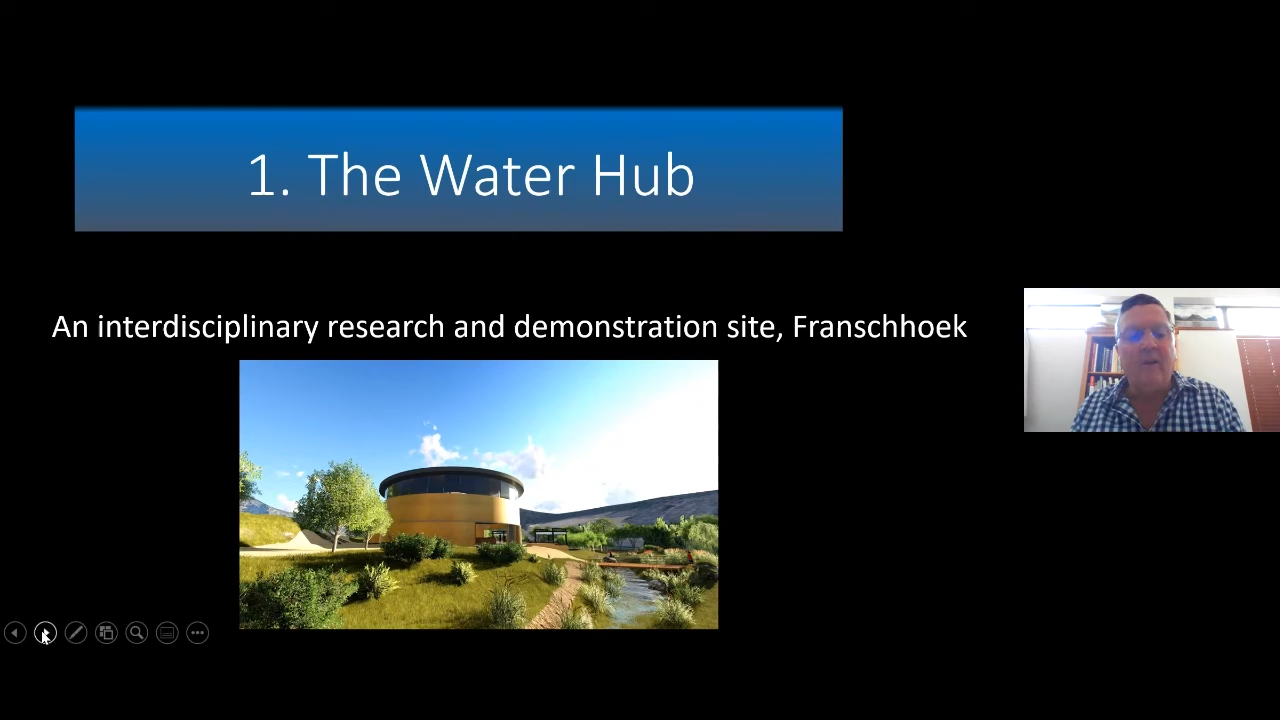 1. The Water Hub
An interdisciplinary research and demonstration site, Franschhoek